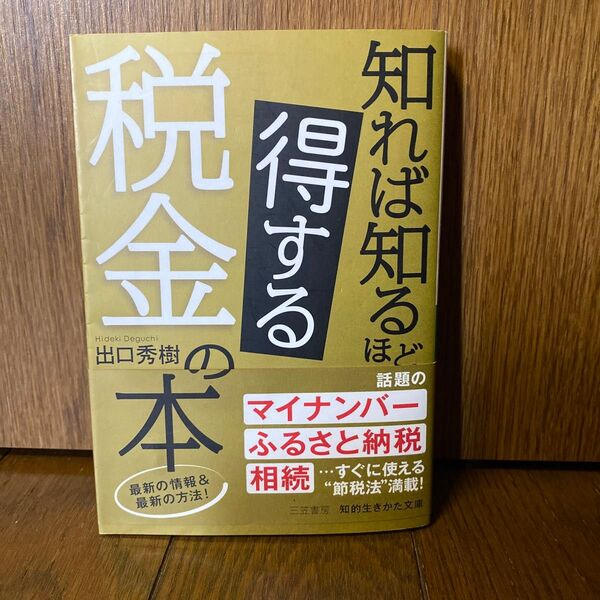 知れば知るほど
得する
税金の本
Hideki Deguchi
出口秀樹
話題の
マイナンバー
ふるさと納税
相続…すぐに使える
“節税法”満載!
最新の情報&
最新の方法!
三笠書房 知的生きかた文庫